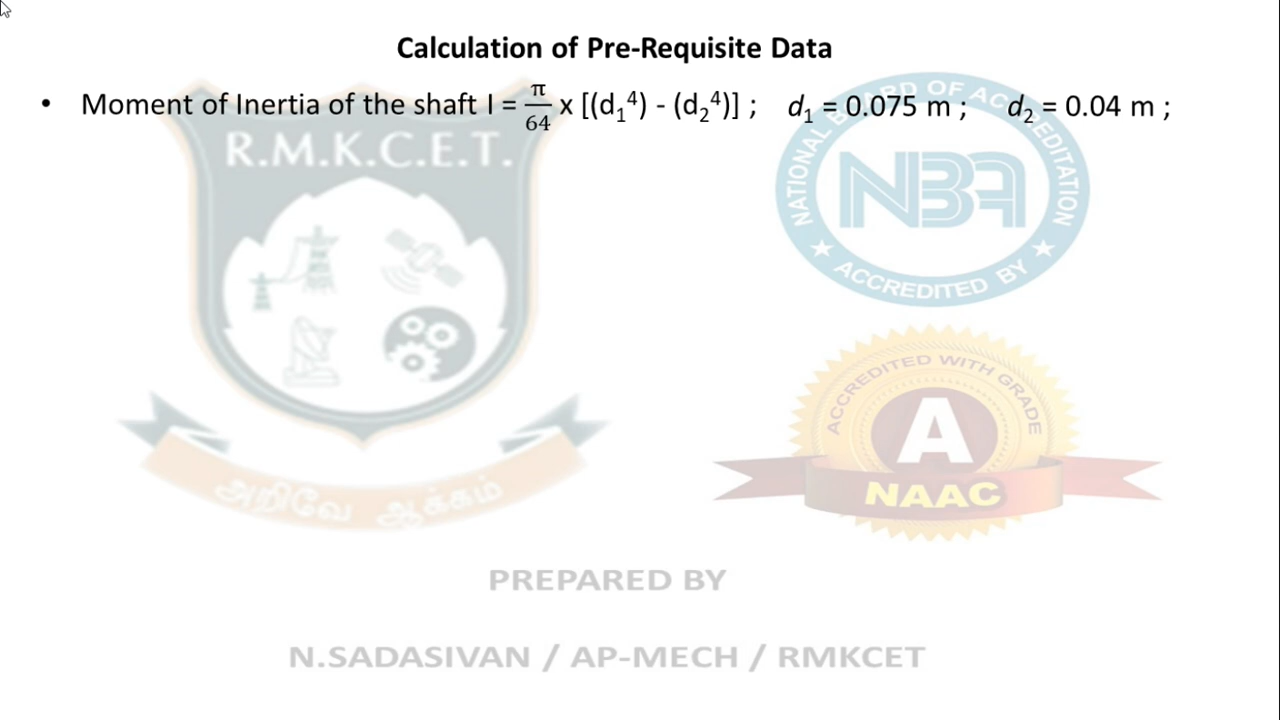 Calculation of Pre-Requisite Data
• Moment of Inertia of the shaft I = π/64 x [(d₁⁴) - (d₂⁴)] ; d₁ = 0.075 m ; d₂ = 0.04 m ;
R.M.K.C.E.T.
அறிவே ஆக்கம்
NATIONAL BOARD OF ACCREDITATION
NBA
★ ACCREDITED BY ★
ACCREDITED WITH GRADE
A
NAAC
PREPARED BY
N.SADASIVAN / AP-MECH / RMKCET